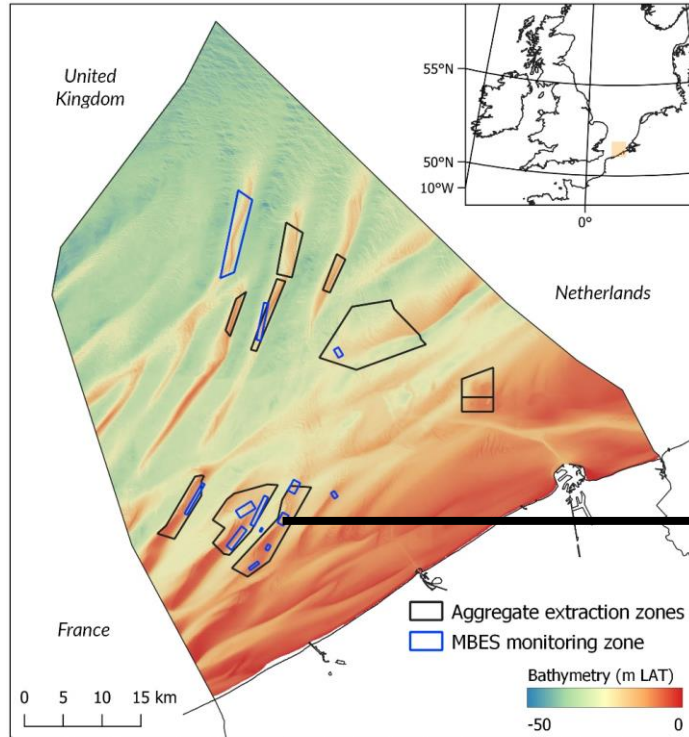 United
Kingdom
55°N
50°N
10°W
0°
Netherlands
France
Aggregate extraction zones
MBES monitoring zone
Bathymetry (m LAT)
-50 0
0 5 10 15 km